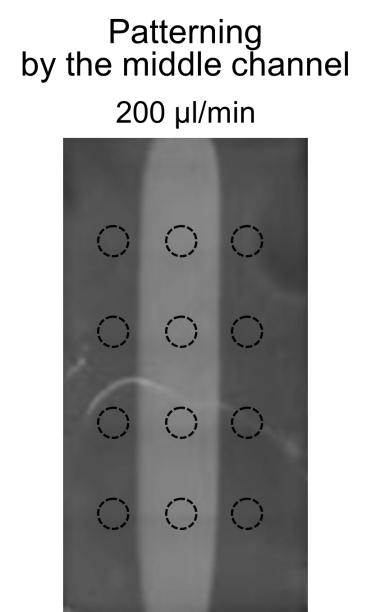 Patterning
by the middle channel
200 µl/min